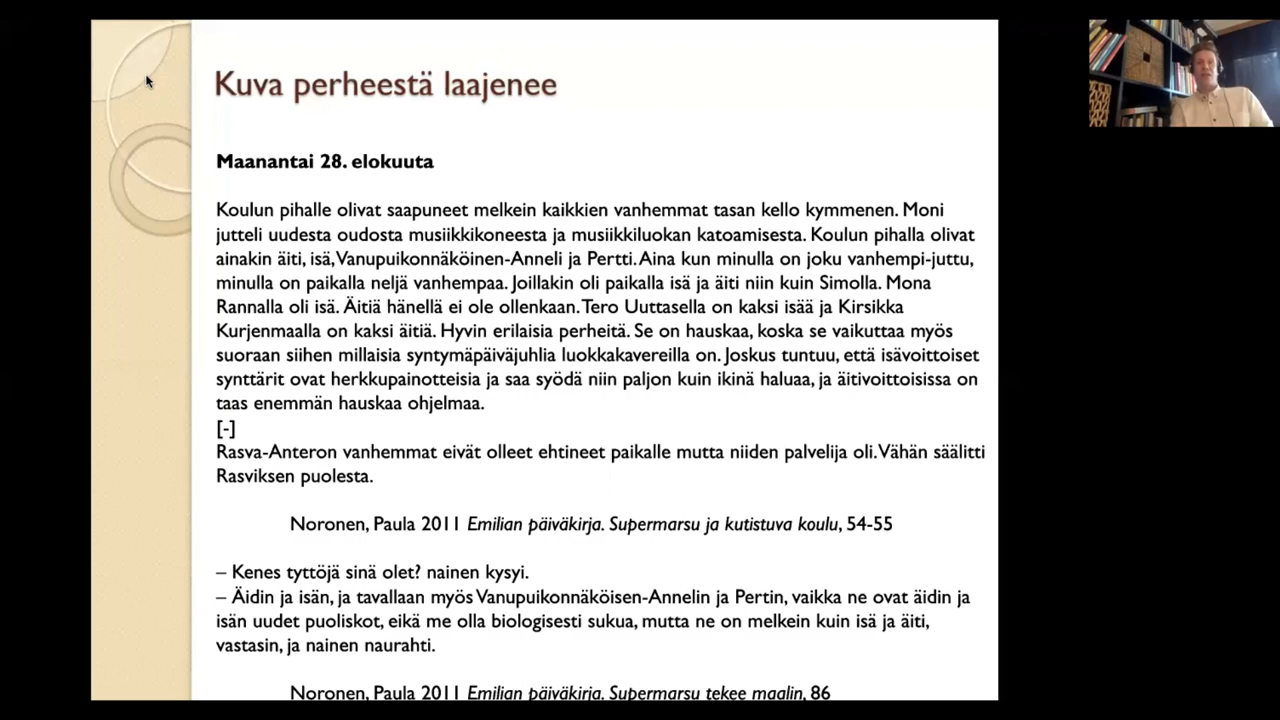 Kuva perheestä laajenee
Maanantai 28. elokuuta
Koulun pihalle olivat saapuneet melkein kaikkien vanhemmat tasan kello kymmenen. Moni
jutteli uudesta oudosta musiikkikoneesta ja musiikkiluokan katoamisesta. Koulun pihalla olivat
ainakin äiti, isä, Vanupuikonnäköinen-Anneli ja Pertti. Aina kun minulla on joku vanhempi-juttu,
minulla on paikalla neljä vanhempaa. Joillakin oli paikalla isä ja äiti niin kuin Simolla. Mona
Rannalla oli isä. Äitiä hänellä ei ole ollenkaan. Tero Uuttasella on kaksi isää ja Kirsikka
Kurjenmaalla on kaksi äitiä. Hyvin erilaisia perheitä. Se on hauskaa, koska se vaikuttaa myös
suoraan siihen millaisia syntymäpäiväjuhlia luokkakavereilla on. Joskus tuntuu, että isävoittoiset
synttärit ovat herkkupainotteisia ja saa syödä niin paljon kuin ikinä haluaa, ja äitivoittoisissa on
taas enemmän hauskaa ohjelmaa.
[-]
Rasva-Anteron vanhemmat eivät olleet ehtineet paikalle mutta niiden palvelija oli. Vähän säälitti
Rasviksen puolesta.
Noronen, Paula 2011 Emilian päiväkirja. Supermarsu ja kutistuva koulu, 54-55
– Kenes tyttöjä sinä olet? nainen kysyi.
– Äidin ja isän, ja tavallaan myös Vanupuikonnäköisen-Annelin ja Pertin, vaikka ne ovat äidin ja
isän uudet puoliskot, eikä me olla biologisesti sukua, mutta ne on melkein kuin isä ja äiti,
vastasin, ja nainen naurahti.
Noronen, Paula 2011 Emilian päiväkirja. Supermarsu tekee maalin, 86